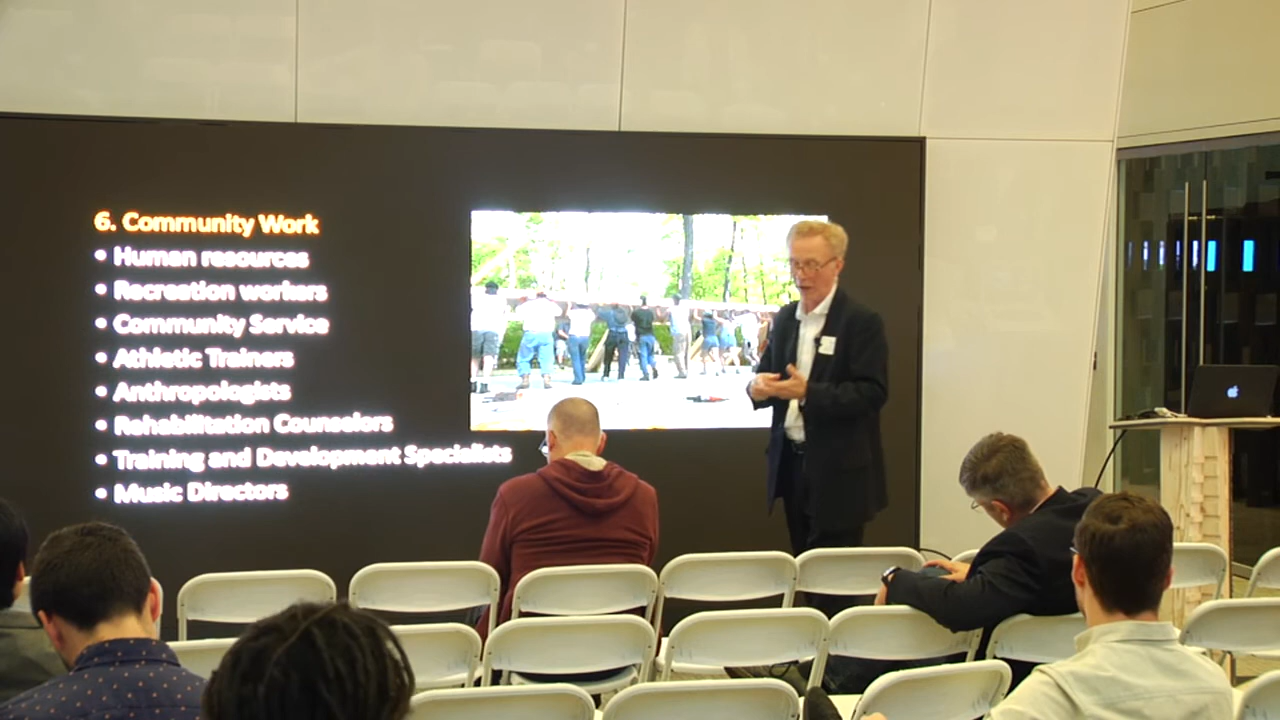 6. Community Work
• Human resources
• Recreation workers
• Community Service
• Athletic Trainers
• Anthropologists
• Rehabilitation Counselors
• Training and Development Specialists
• Music Directors